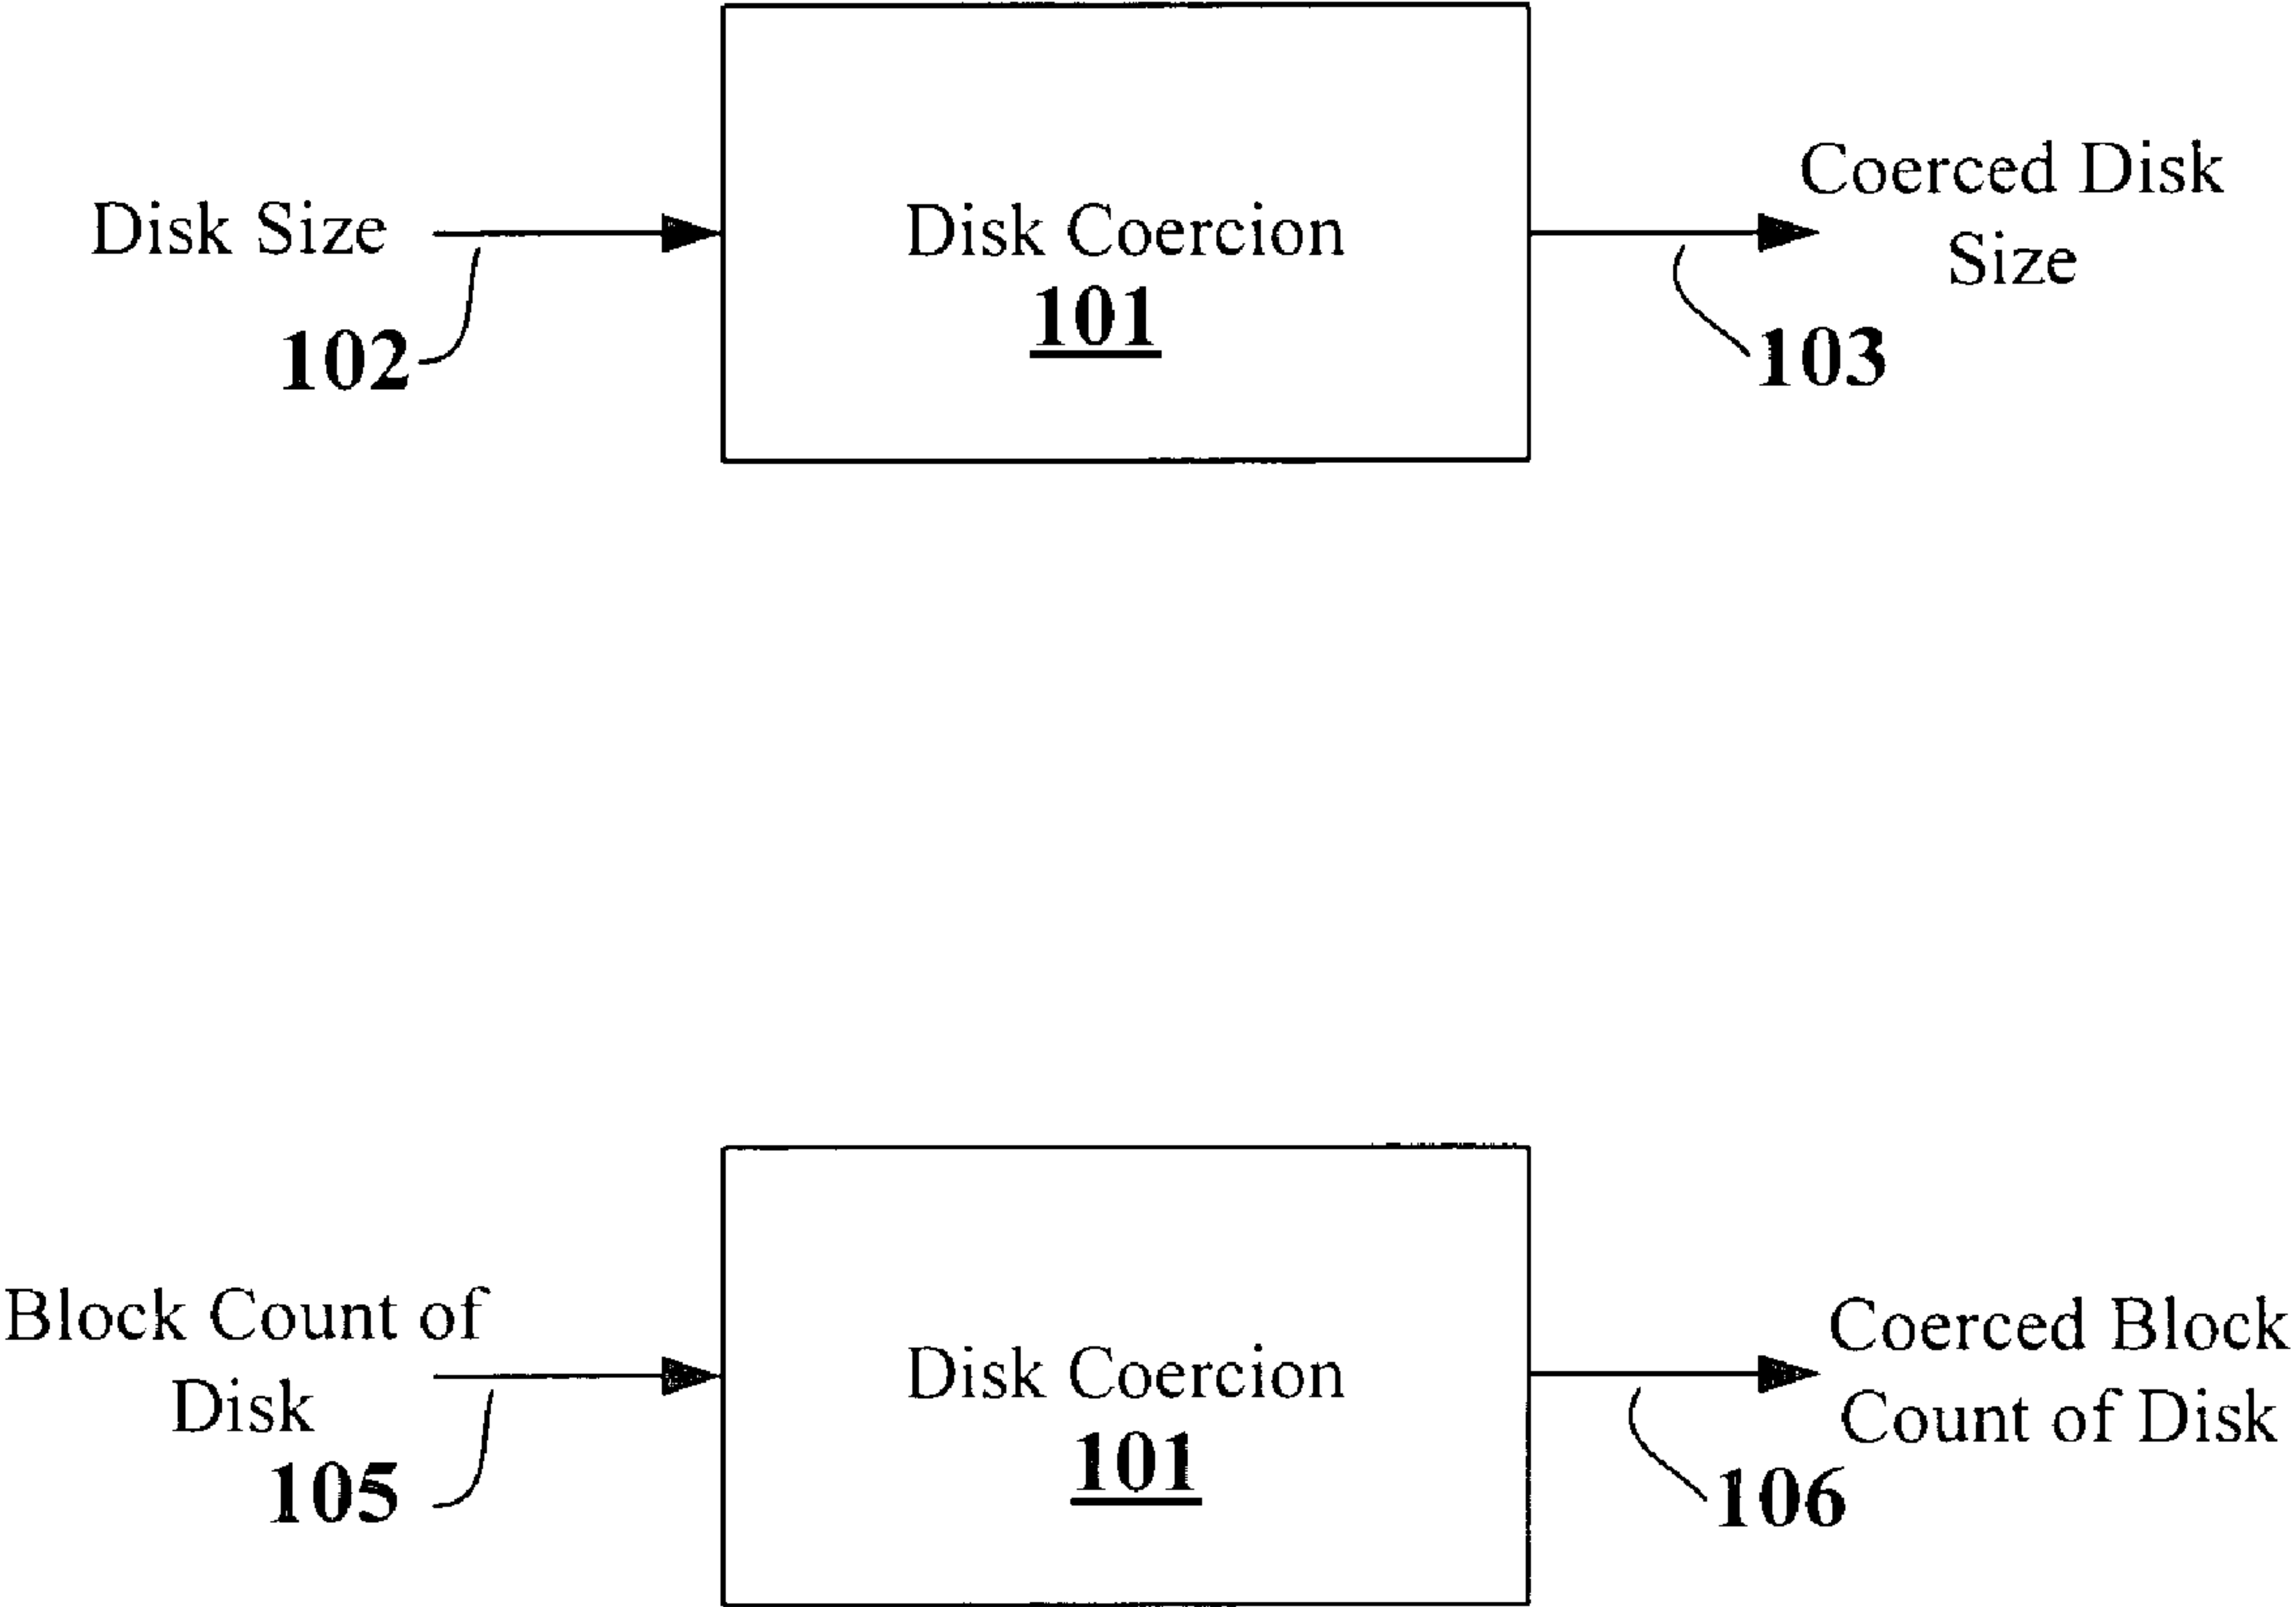 Disk Size
102
Disk Coercion
101
Coerced Disk
Size
103
Block Count of
Disk
105
Disk Coercion
101
Coerced Block
Count of Disk
106